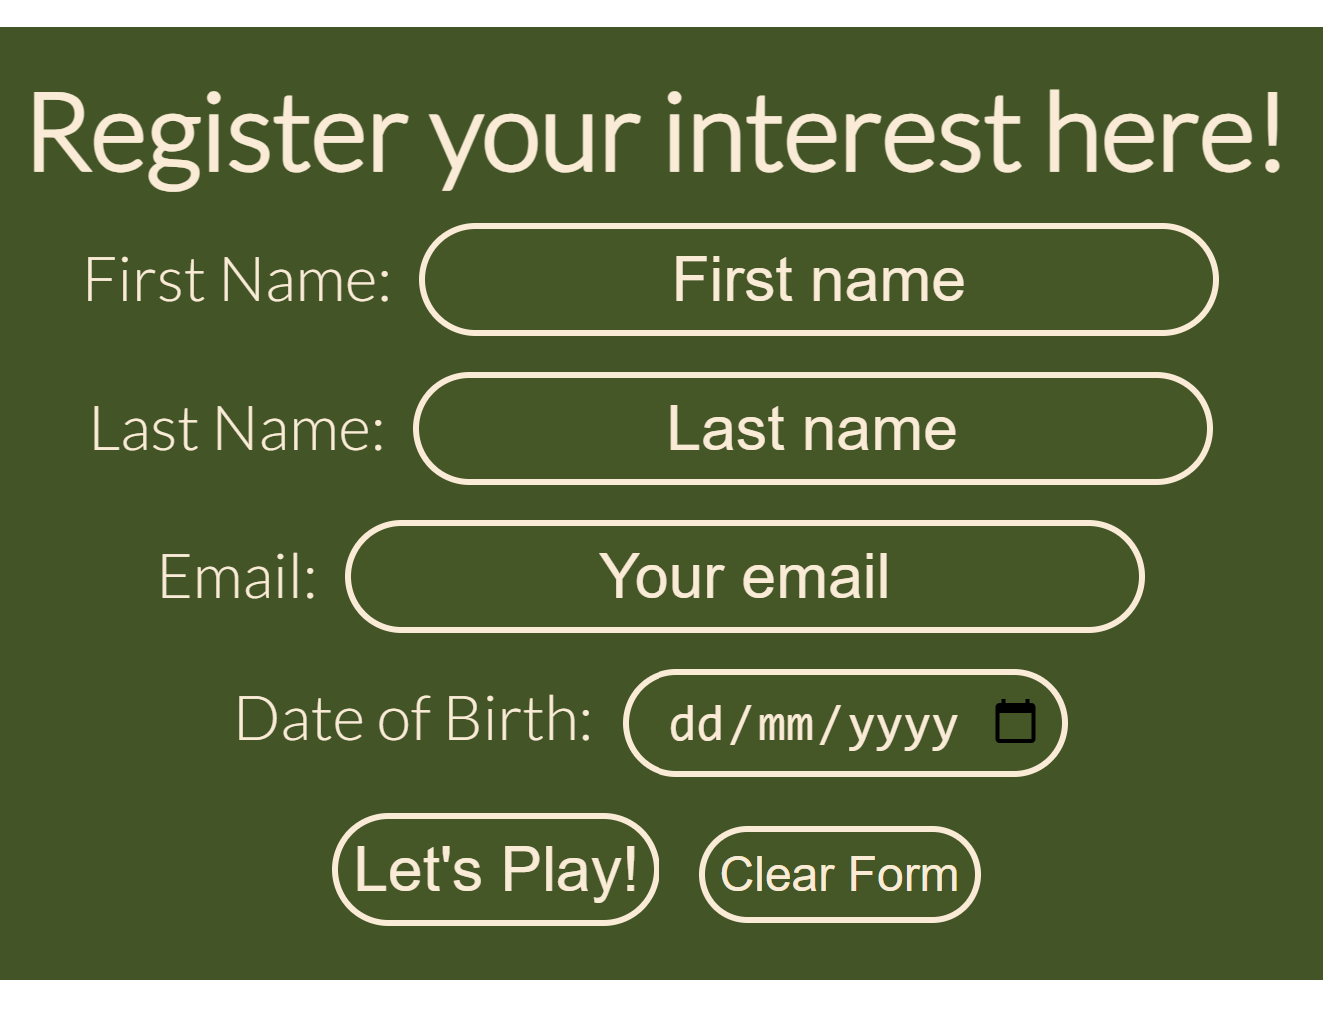 Register your interest here!
First Name: First name
Last Name: Last name
Email: Your email
Date of Birth: dd/mm/yyyy
Let's Play! Clear Form